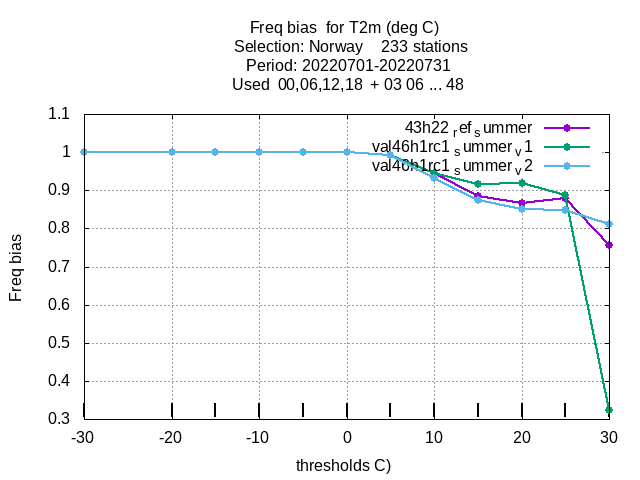 Freq bias  for T2m (deg C)
Selection: Norway    233 stations
Period: 20220701-20220731
Used  00,06,12,18  + 03 06 ... 48
43h22 ref summer
val46h1rc1 summer v1
val46h1rc1 summer v2
1.1
1
0.9
0.8
0.7
0.6
0.5
0.4
0.3
Freq bias
-30 -20 -10 0 10 20 30
thresholds C)